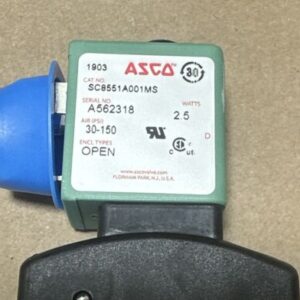 1903 ASCO™ 30
CAT NO.
SC8551A001MS
SERIAL NO.
A562318 WATTS
AIR (PSI) 2.5
30-150
ENCL TYPES D
OPEN
www.ascovalve.com
FLORHAM PARK, N.J., U.S.A.